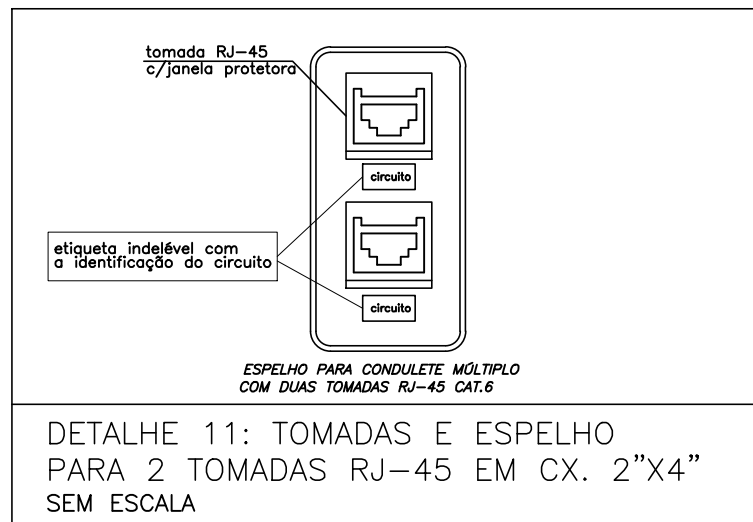 tomada RJ-45
c/janela protetora
circuito
etiqueta indelével com
a identificação do circuito
circuito
ESPELHO PARA CONDULETE MÚLTIPLO
COM DUAS TOMADAS RJ-45 CAT.6
DETALHE 11: TOMADAS E ESPELHO
PARA 2 TOMADAS RJ-45 EM CX. 2"X4"
SEM ESCALA